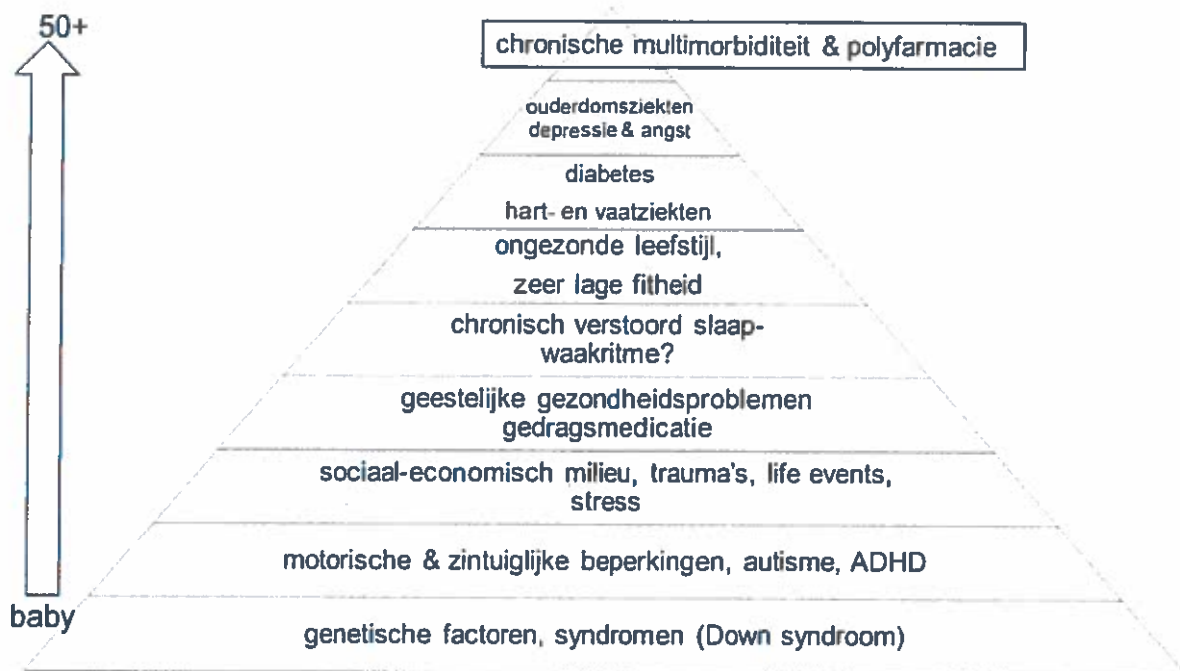 50+
chronische multimorbiditeit & polyfarmacie
ouderdomsziekten
depressie & angst
diabetes
hart- en vaatziekten
ongezonde leefstijl,
zeer lage fitheid
chronisch verstoord slaap-
waakritme?
geestelijke gezondheidsproblemen
gedragsmedicatie
sociaal-economisch milieu, trauma's, life events,
stress
motorische & zintuiglijke beperkingen, autisme, ADHD
baby
genetische factoren, syndromen (Down syndroom)